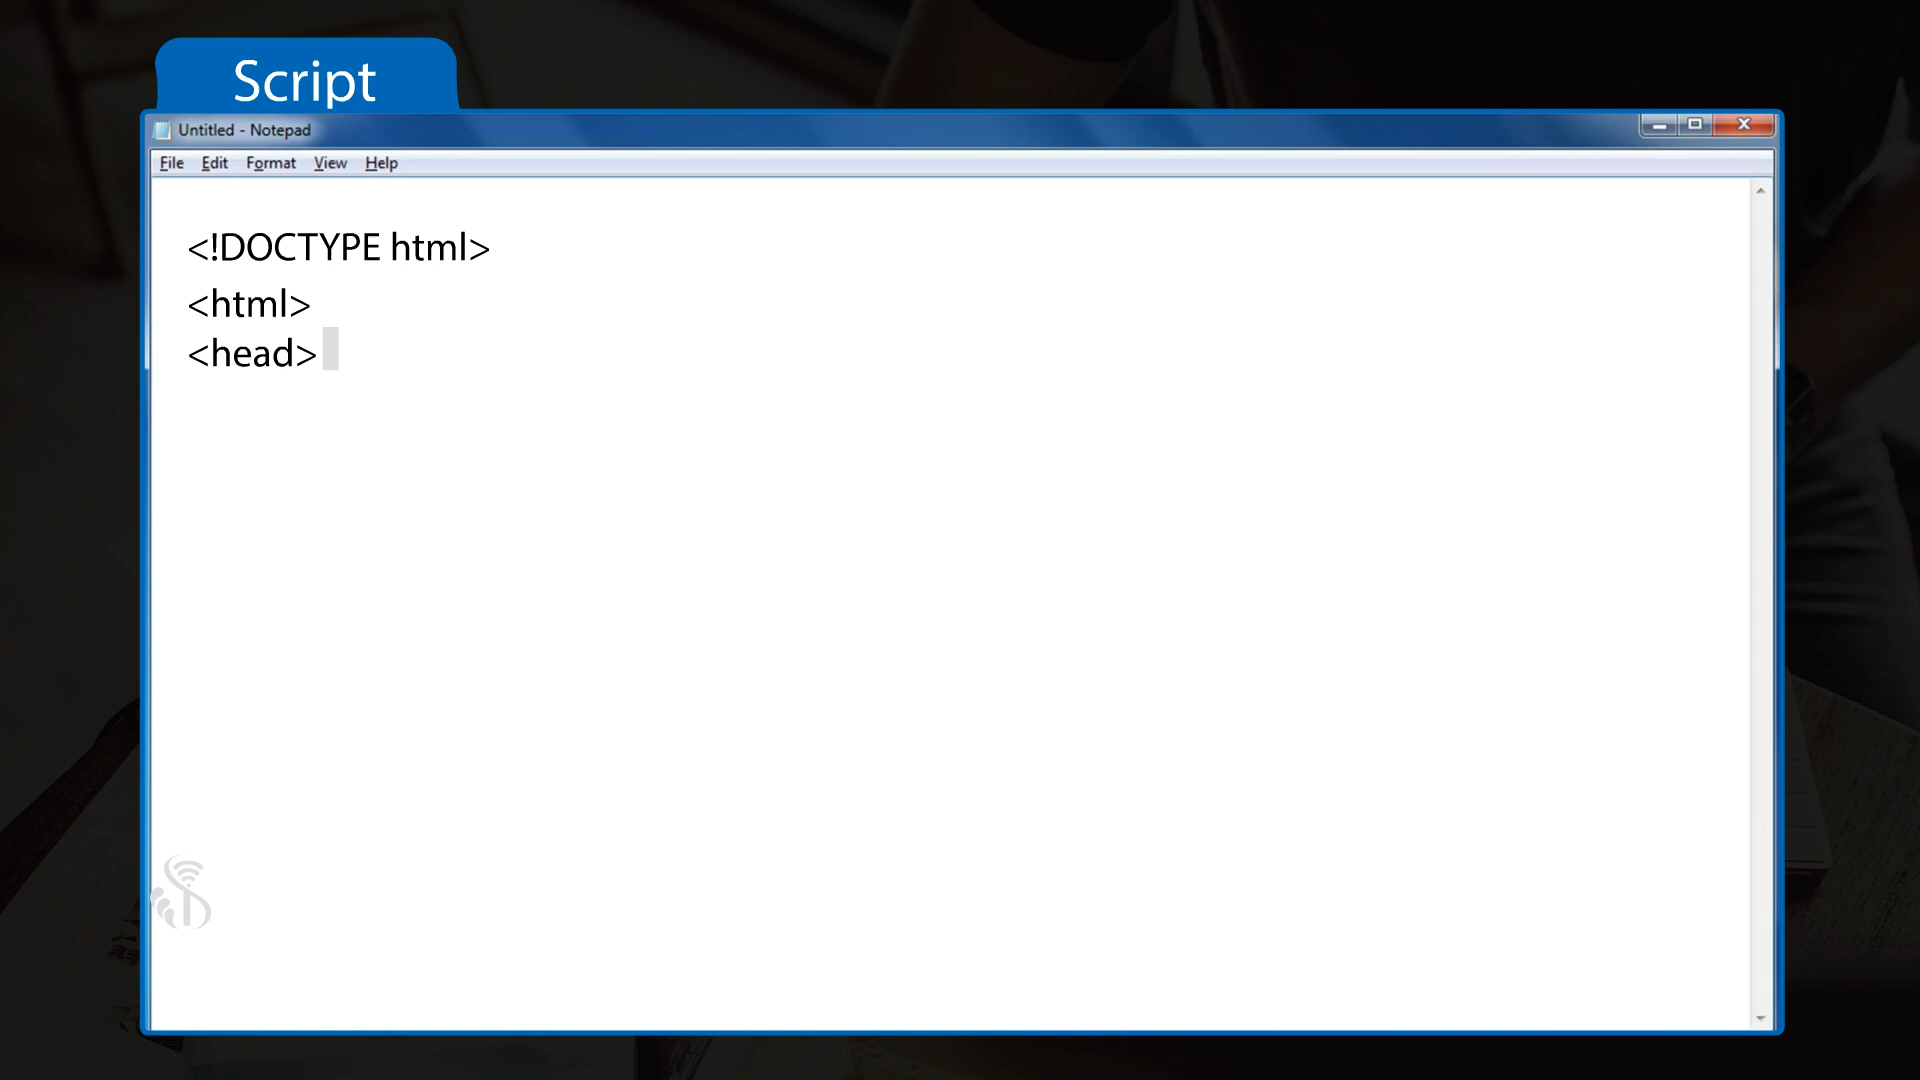 Script
Untitled - Notepad
File Edit Format View Help
<!DOCTYPE html>
<html>
<head>